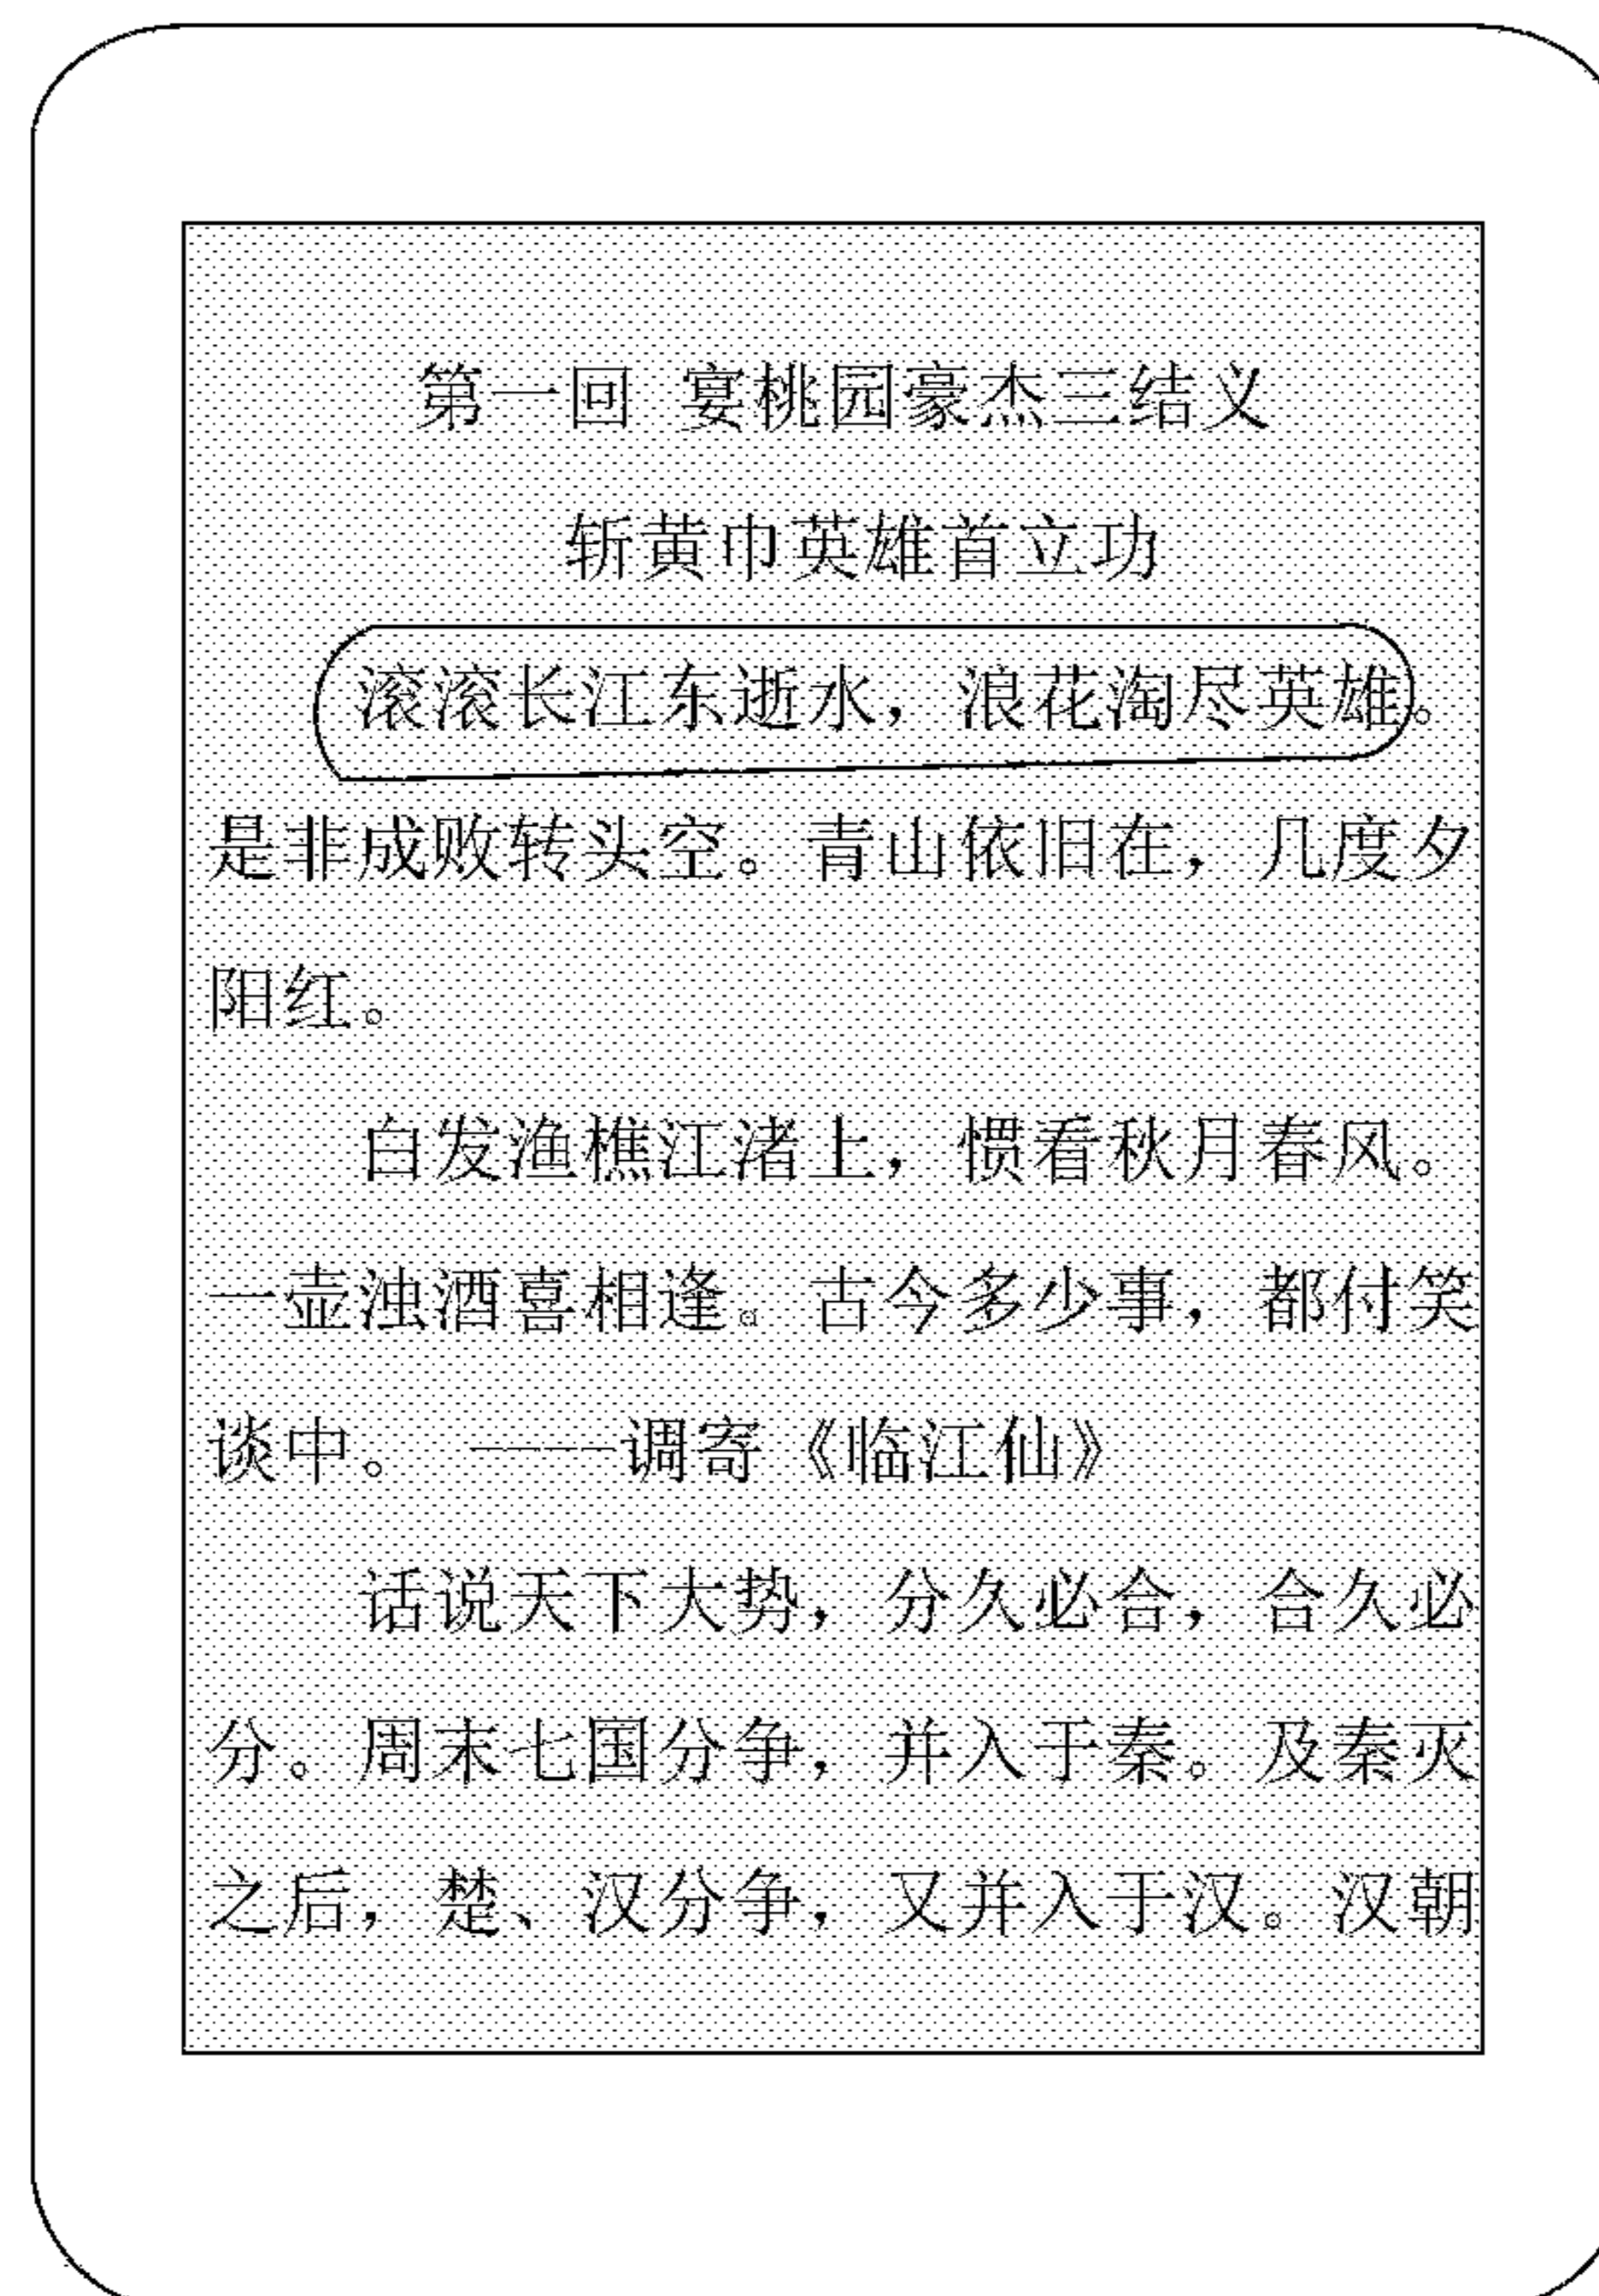 第一回 宴桃园豪杰三结义
斩黄巾英雄首立功
滚滚长江东逝水，浪花淘尽英雄。
是非成败转头空。青山依旧在，几度夕
阳红。
白发渔樵江渚上，惯看秋月春风。
一壶浊酒喜相逢。古今多少事，都付笑
谈中。 ----调寄《临江仙》
话说天下大势，分久必合，合久必
分。周末七国分争，并入于秦。及秦灭
之后，楚、汉分争，又并入于汉。汉朝